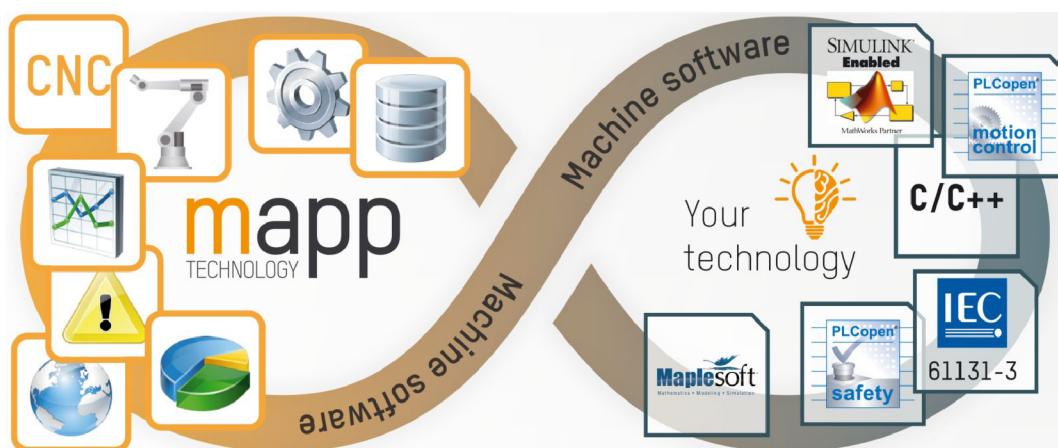 CNC
mapp
TECHNOLOGY
Machine software
Machine software
Your
technology
SIMULINK®
Enabled
MathWorks Partner
PLCopen®
motion
control
C/C++
IEC
61131-3
PLCopen®
safety
Maplesoft™
Mathematics • Modeling • Simulation